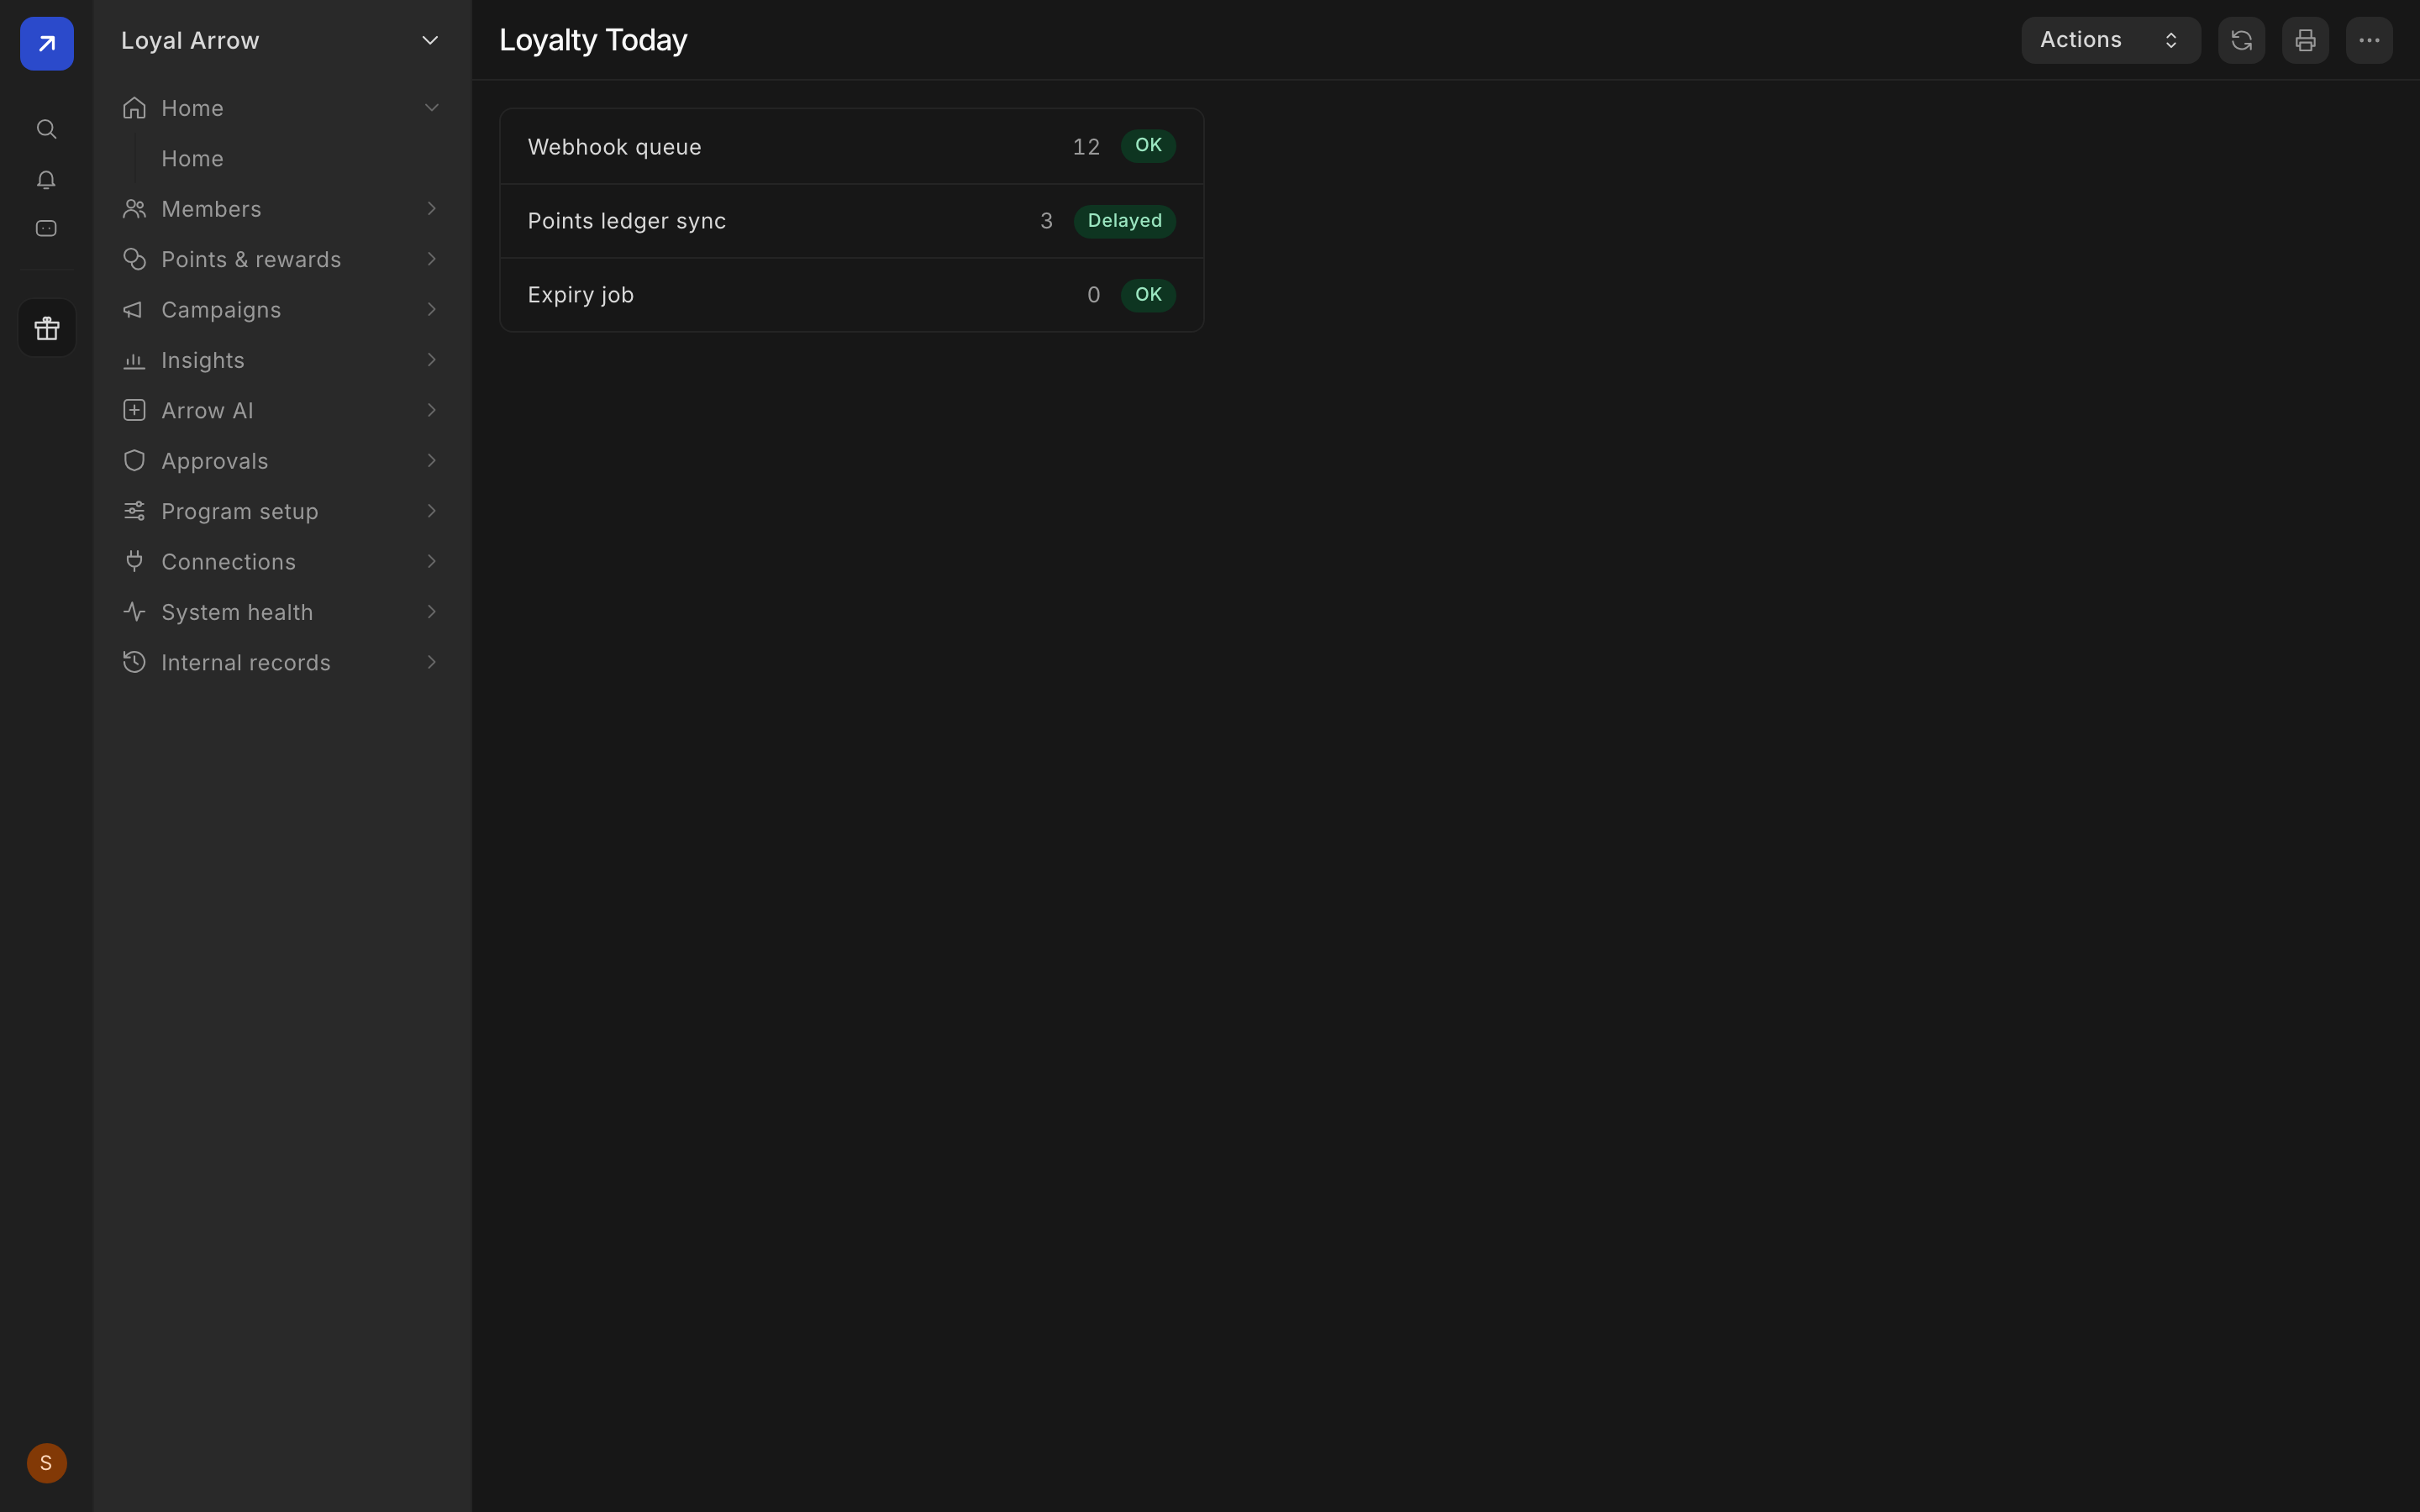 Loyal Arrow
Home
Home
Members
Points & rewards
Campaigns
Insights
Arrow AI
Approvals
Program setup
Connections
System health
Internal records
S
Loyalty Today
Actions
Webhook queue 12 OK
Points ledger sync 3 Delayed
Expiry job 0 OK